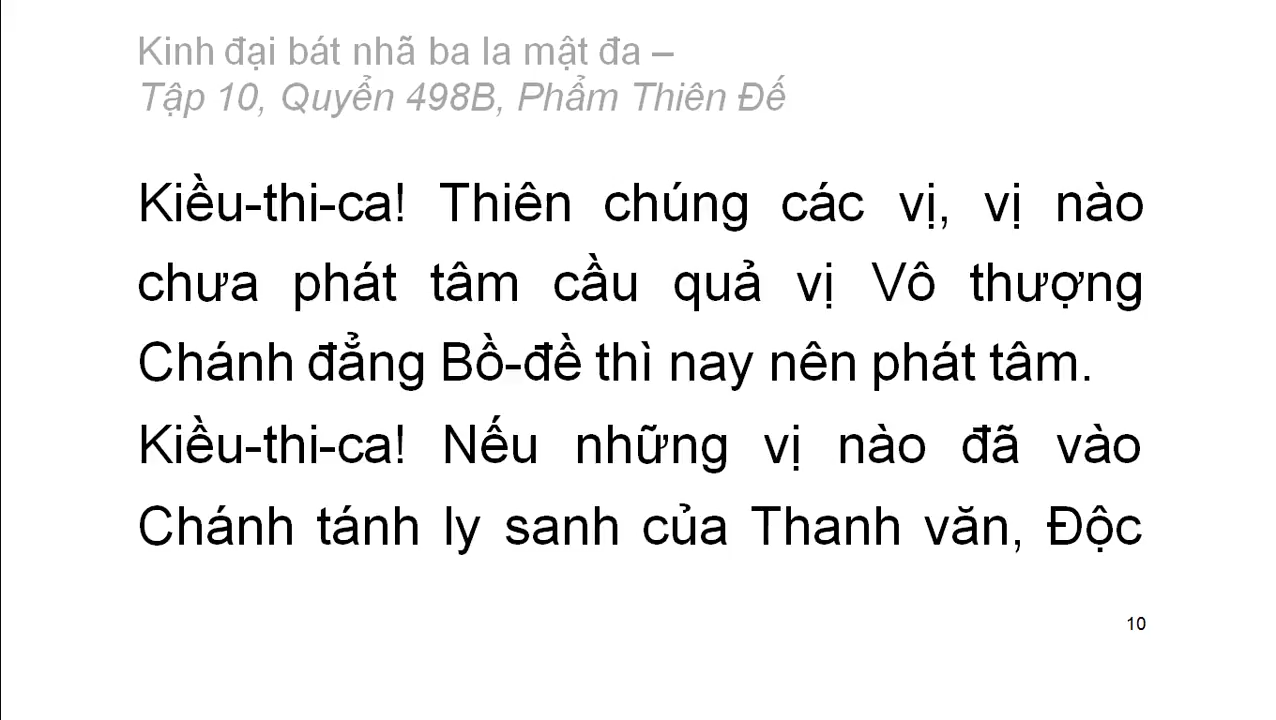 Kinh đại bát nhã ba la mật đa –
Tập 10, Quyển 498B, Phẩm Thiên Đế
Kiều-thi-ca! Thiên chúng các vị, vị nào
chưa phát tâm cầu quả vị Vô thượng
Chánh đẳng Bồ-đề thì nay nên phát tâm.
Kiều-thi-ca! Nếu những vị nào đã vào
Chánh tánh ly sanh của Thanh văn, Độc
10